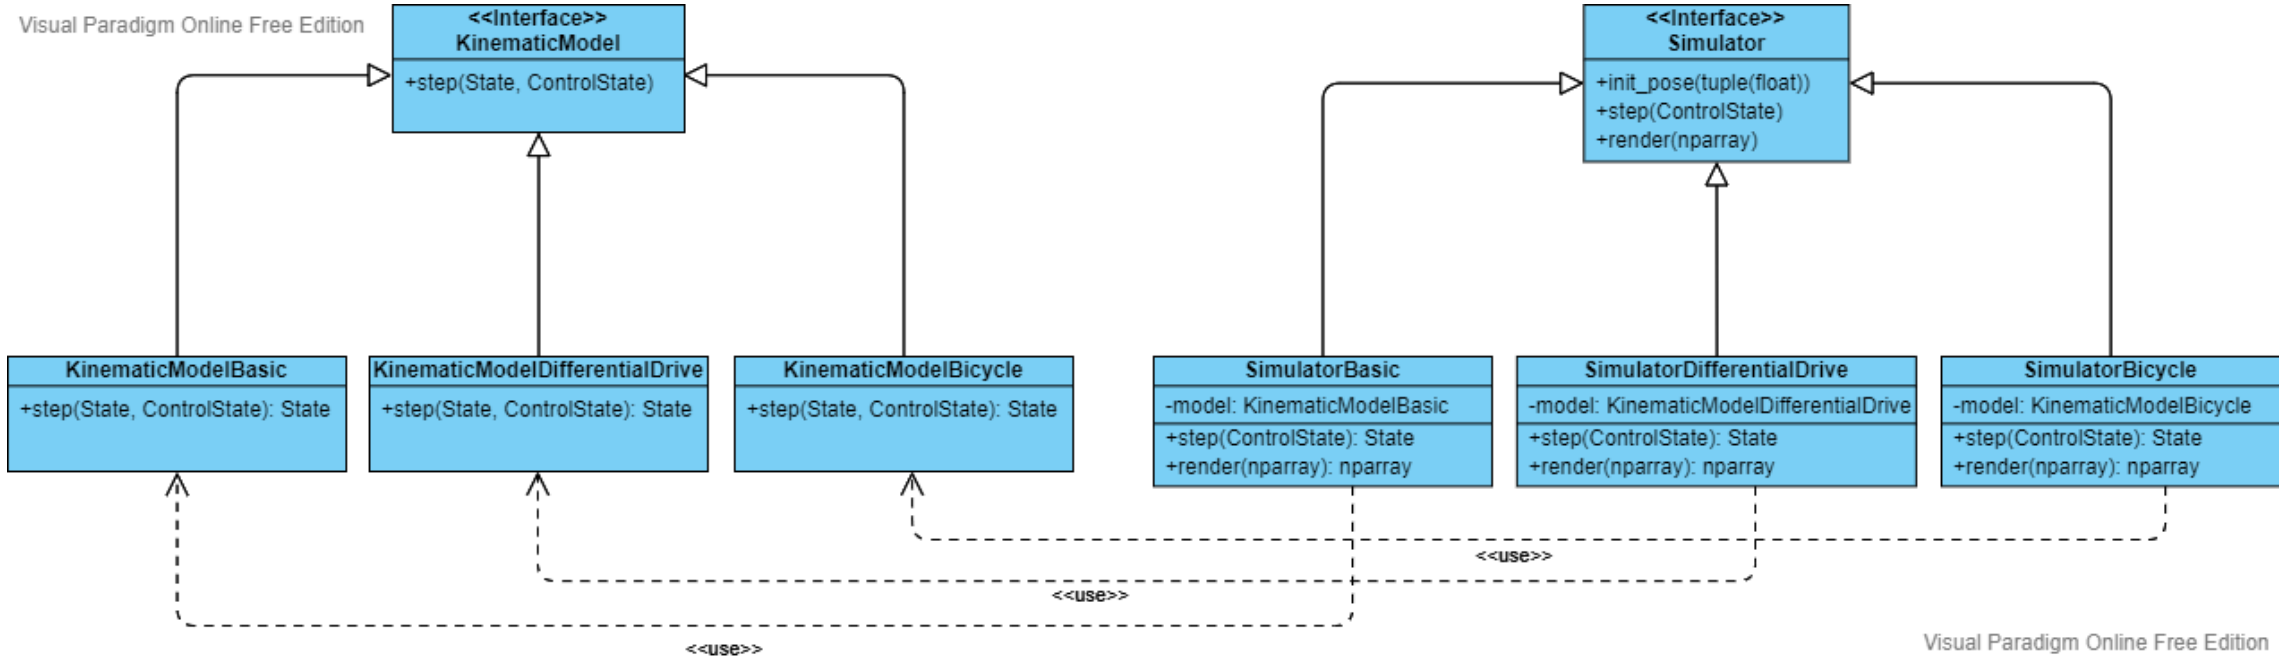 Visual Paradigm Online Free Edition
<<Interface>>
KinematicModel
+step(State, ControlState)
<<Interface>>
Simulator
+init_pose(tuple(float))
+step(ControlState)
+render(nparray)
KinematicModelBasic
+step(State, ControlState): State
KinematicModelDifferentialDrive
+step(State, ControlState): State
KinematicModelBicycle
+step(State, ControlState): State
SimulatorBasic
-model: KinematicModelBasic
+step(ControlState): State
+render(nparray): nparray
SimulatorDifferentialDrive
-model: KinematicModelDifferentialDrive
+step(ControlState): State
+render(nparray): nparray
SimulatorBicycle
-model: KinematicModelBicycle
+step(ControlState): State
+render(nparray): nparray
<<use>>
<<use>>
<<use>>
Visual Paradigm Online Free Edition